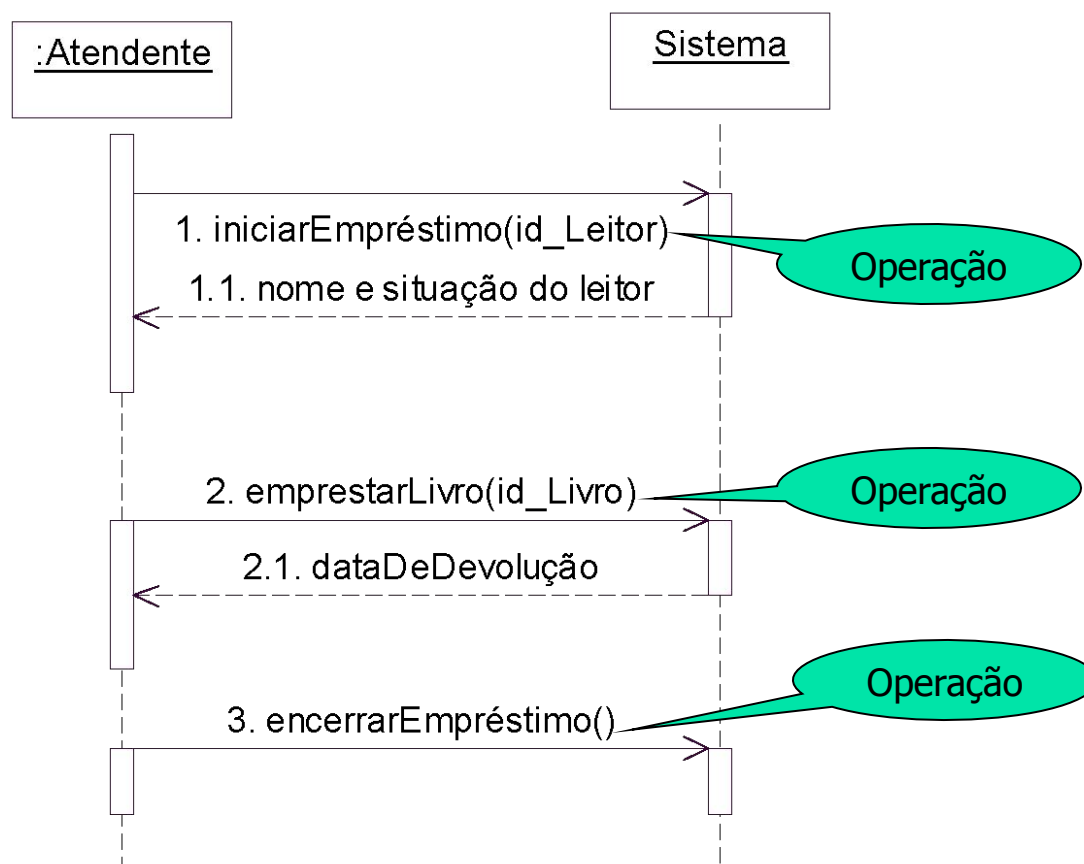 :Atendente
Sistema
1. iniciarEmpréstimo(id_Leitor)
Operação
1.1. nome e situação do leitor
2. emprestarLivro(id_Livro)
Operação
2.1. dataDeDevolução
Operação
3. encerrarEmpréstimo()